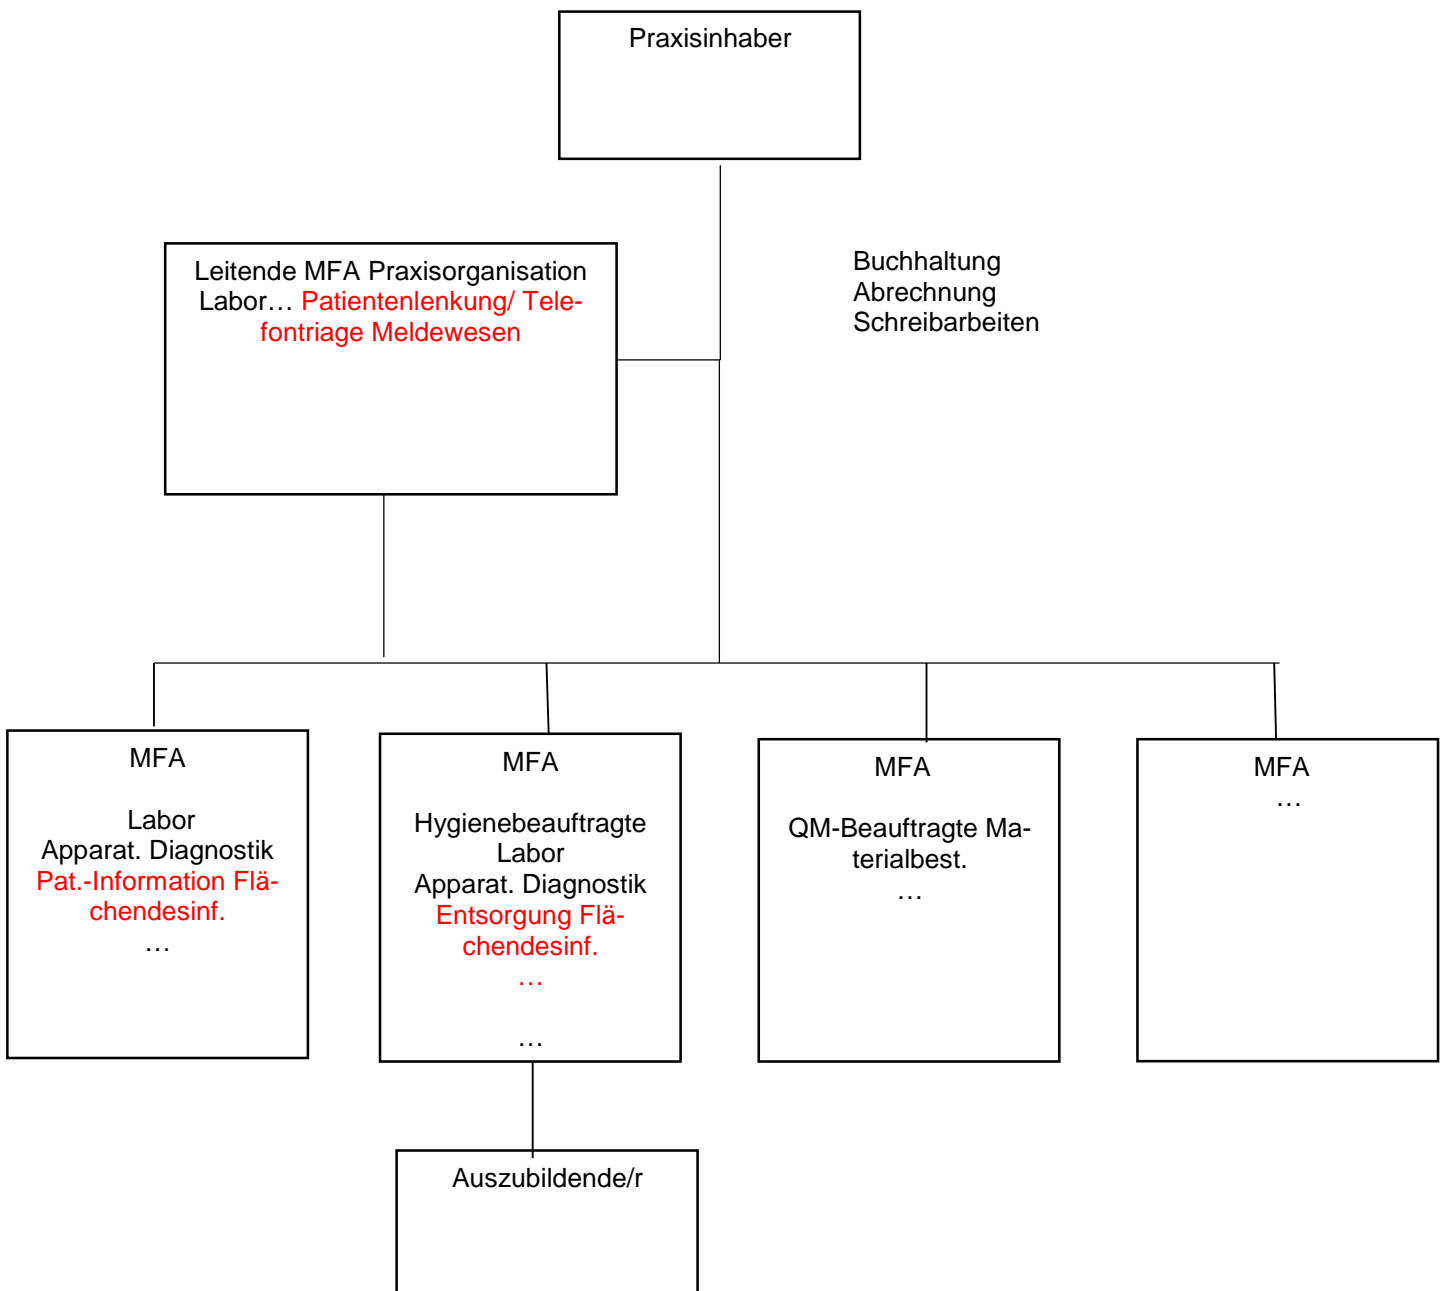 Praxisinhaber
Leitende MFA Praxisorganisation
Labor… Patientenlenkung/ Tele-
fontriage Meldewesen
Buchhaltung
Abrechnung
Schreibarbeiten
MFA
Labor
Apparat. Diagnostik
Pat.-Information Flä-
chendesinf.
…
MFA
Hygienebeauftragte
Labor
Apparat. Diagnostik
Entsorgung Flä-
chendesinf.
…
…
MFA
QM-Beauftragte Ma-
terialbest.
…
MFA
…
Auszubildende/r